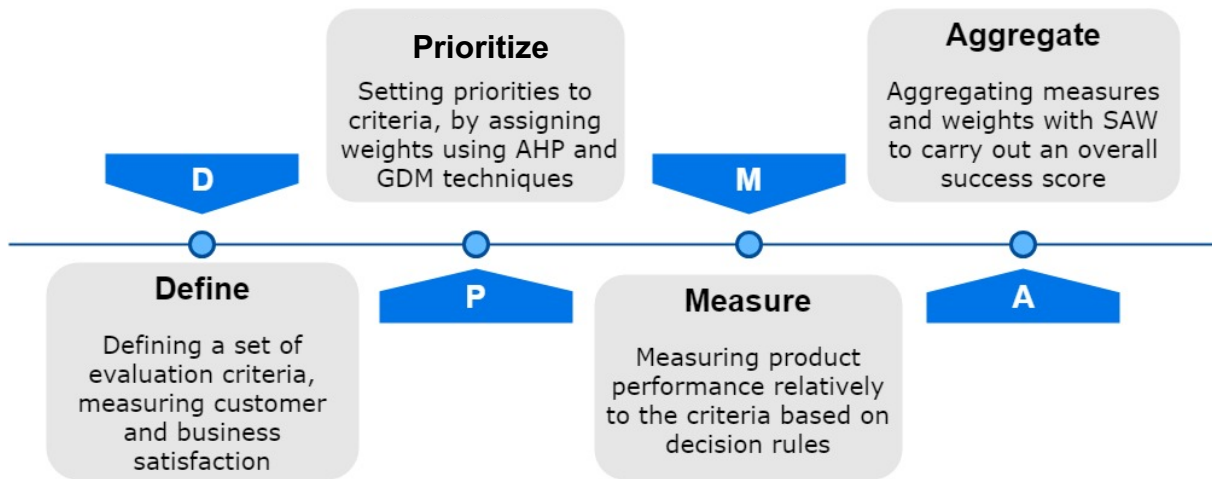 D
Define
Defining a set of
evaluation criteria,
measuring customer
and business
satisfaction
Prioritize
Setting priorities to
criteria, by assigning
weights using AHP and
GDM techniques
P
M
Measure
Measuring product
performance relatively
to the criteria based on
decision rules
Aggregate
Aggregating measures
and weights with SAW
to carry out an overall
success score
A